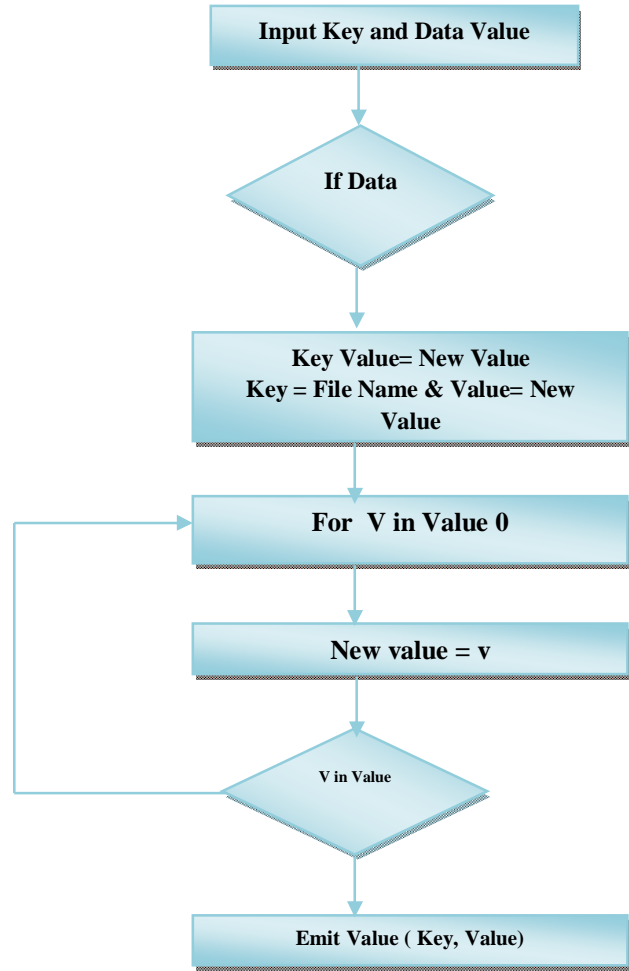 Input Key and Data Value
If Data
Key Value= New Value
Key = File Name & Value= New
Value
For V in Value 0
New value = v
V in Value
Emit Value ( Key, Value)